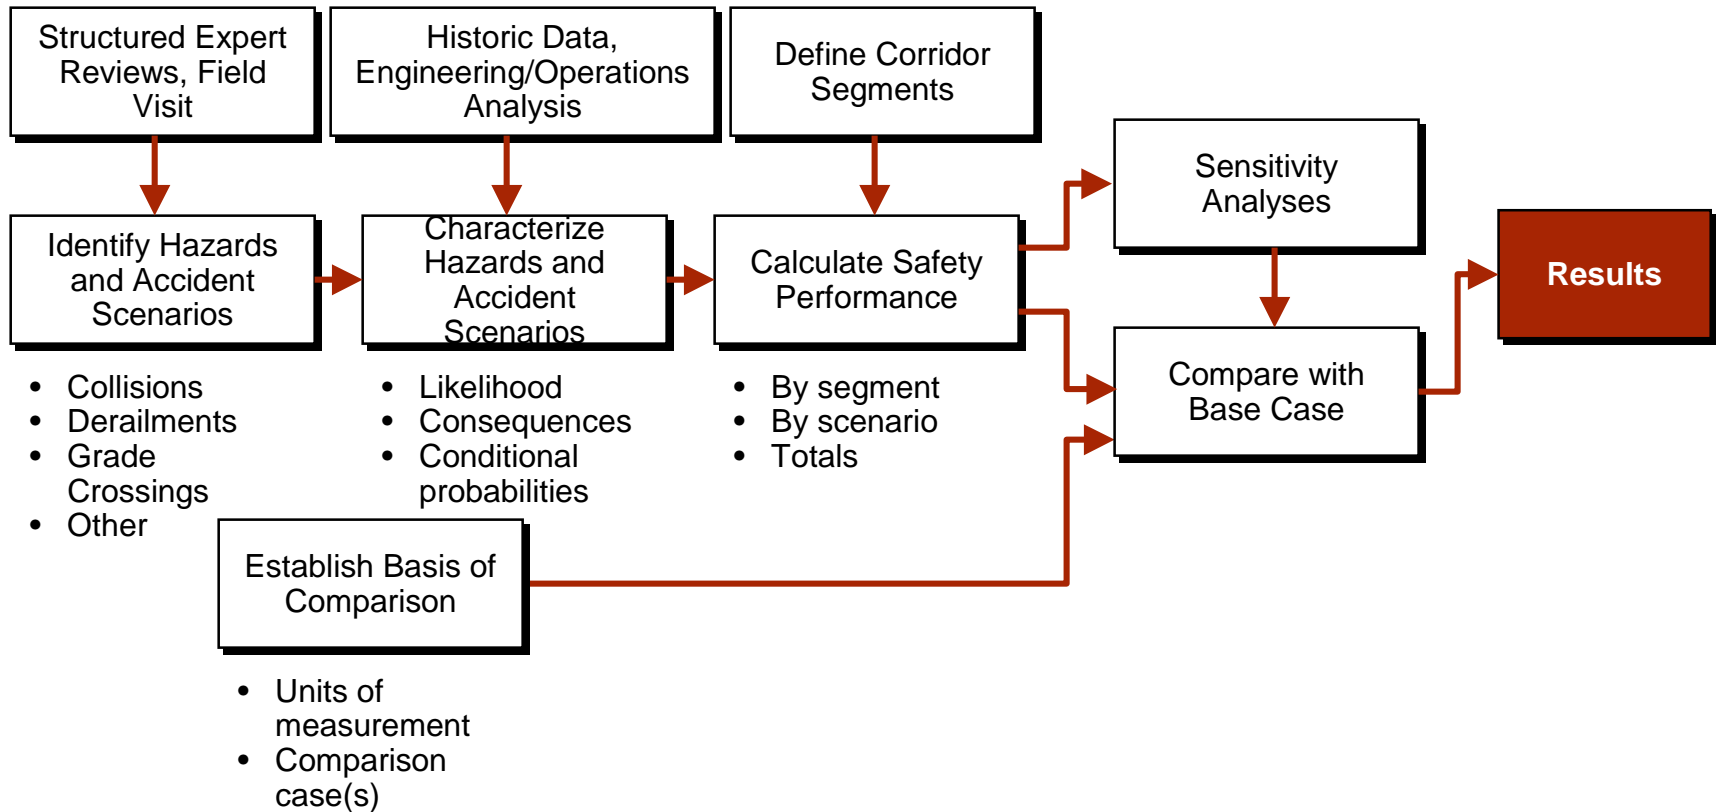 Structured Expert
Reviews, Field
Visit
Historic Data,
Engineering/Operations
Analysis
Define Corridor
Segments
Sensitivity
Analyses
Identify Hazards
and Accident
Scenarios
Characterize
Hazards and
Accident
Scenarios
Calculate Safety
Performance
Results
Compare with
Base Case
• Collisions
• Derailments
• Grade
Crossings
• Other
• Likelihood
• Consequences
• Conditional
probabilities
• By segment
• By scenario
• Totals
Establish Basis of
Comparison
• Units of
measurement
• Comparison
case(s)